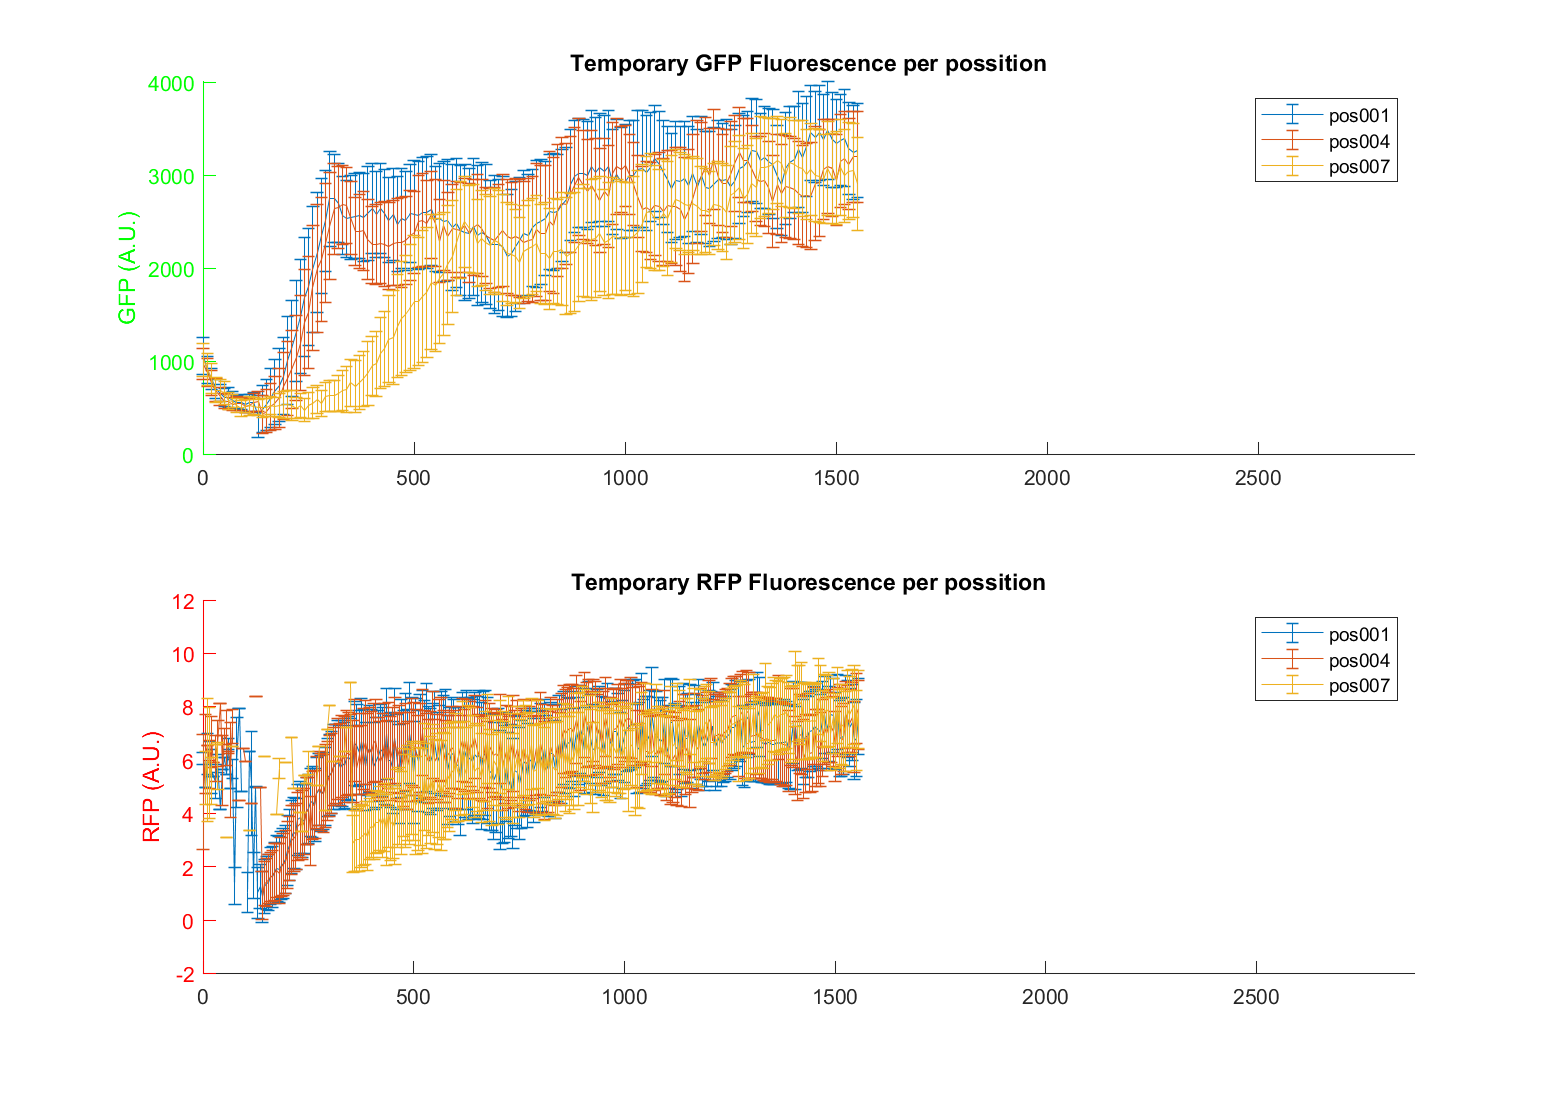 Temporary GFP Fluorescence per possition
4000
3000
2000
1000
0
GFP (A.U.)
0 500 1000 1500 2000 2500
pos001
pos004
pos007
Temporary RFP Fluorescence per possition
12
10
8
6
4
2
0
-2
RFP (A.U.)
0 500 1000 1500 2000 2500
pos001
pos004
pos007